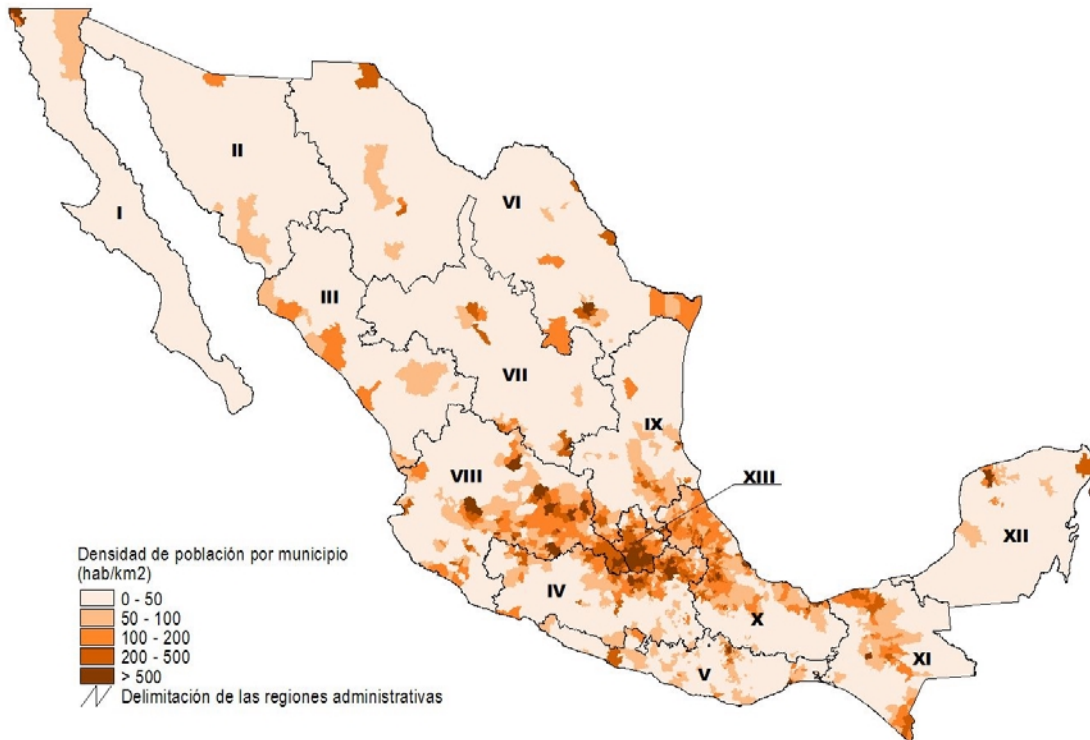 I
II
III
VI
VII
IX
VIII
XIII
XII
IV
X
XI
V
Densidad de población por municipio
(hab/km2)
0 - 50
50 - 100
100 - 200
200 - 500
> 500
Delimitación de las regiones administrativas